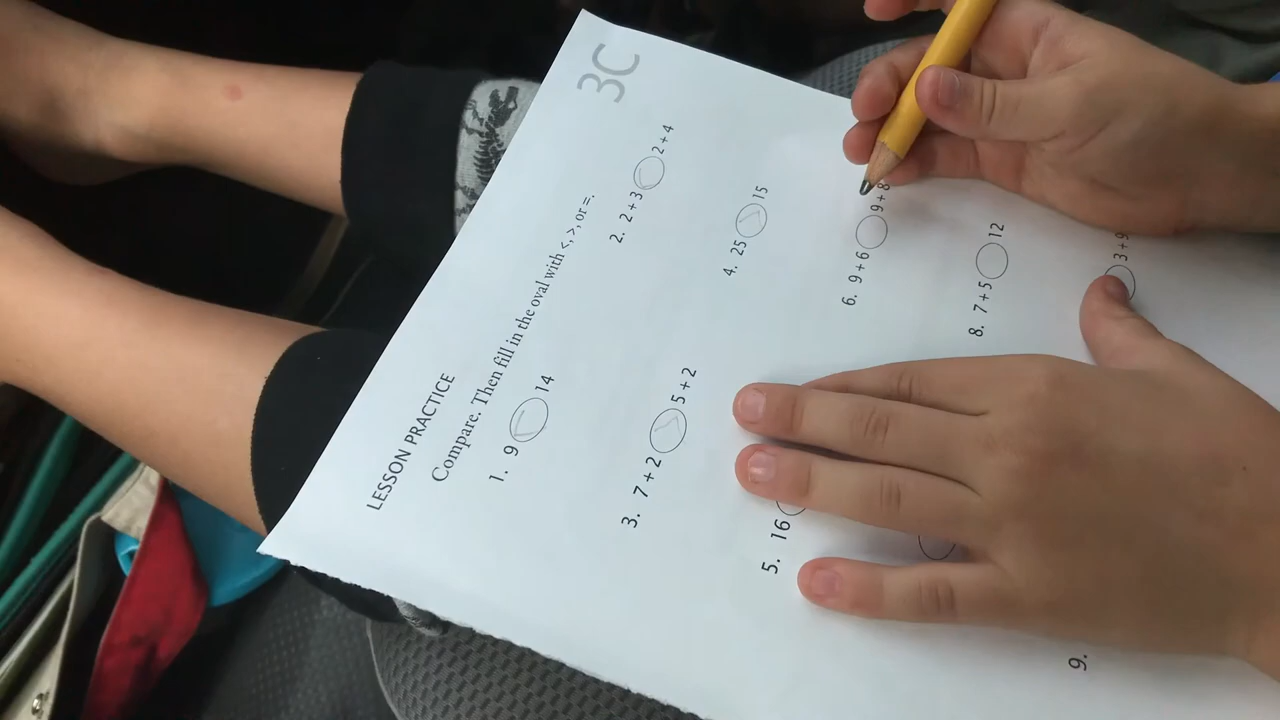 3C
LESSON PRACTICE
Compare. Then fill in the oval with <, >, or =.
1. 9 < 14
2. 2 + 3 < 2 + 4
3. 7 + 2 > 5 + 2
4. 25 > 15
5. 16
6. 9 + 6 9 + 8
8. 7 + 5 12
3 + 9
9.